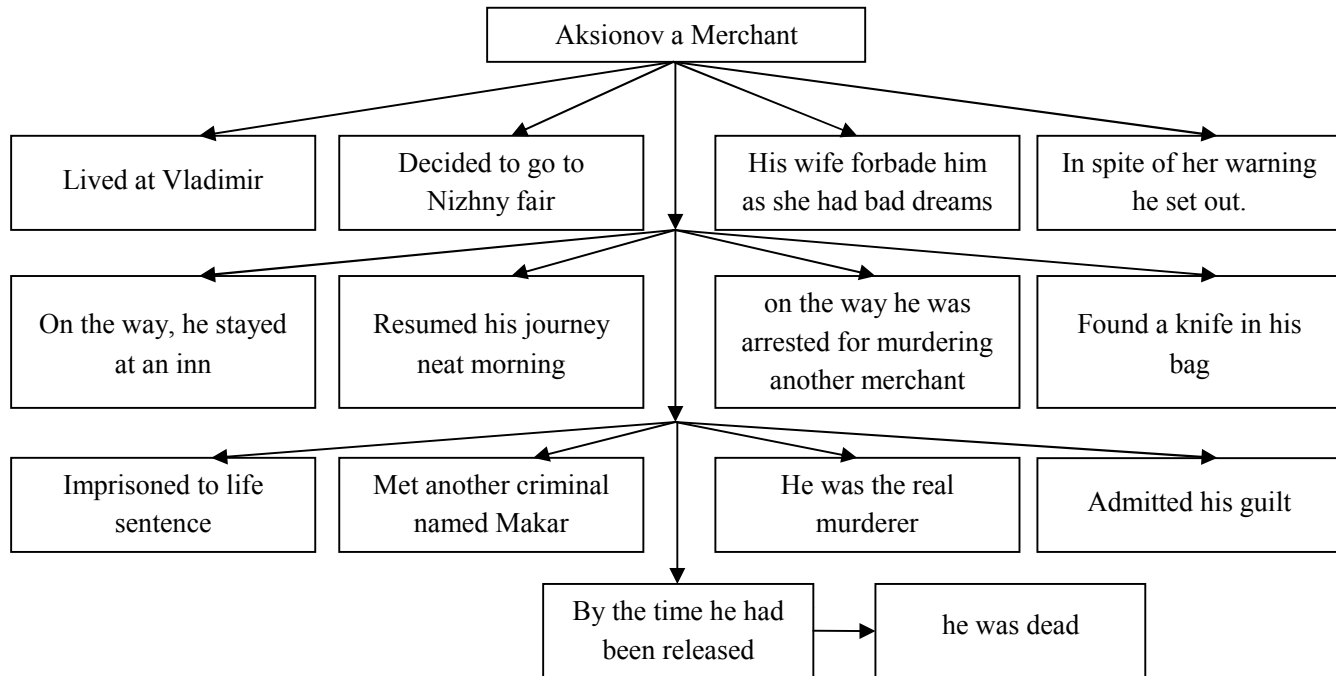 Aksionov a Merchant
Lived at Vladimir
Decided to go to
Nizhny fair
His wife forbade him
as she had bad dreams
In spite of her warning
he set out.
On the way, he stayed
at an inn
Resumed his journey
neat morning
on the way he was
arrested for murdering
another merchant
Found a knife in his
bag
Imprisoned to life
sentence
Met another criminal
named Makar
He was the real
murderer
Admitted his guilt
By the time he had
been released
he was dead